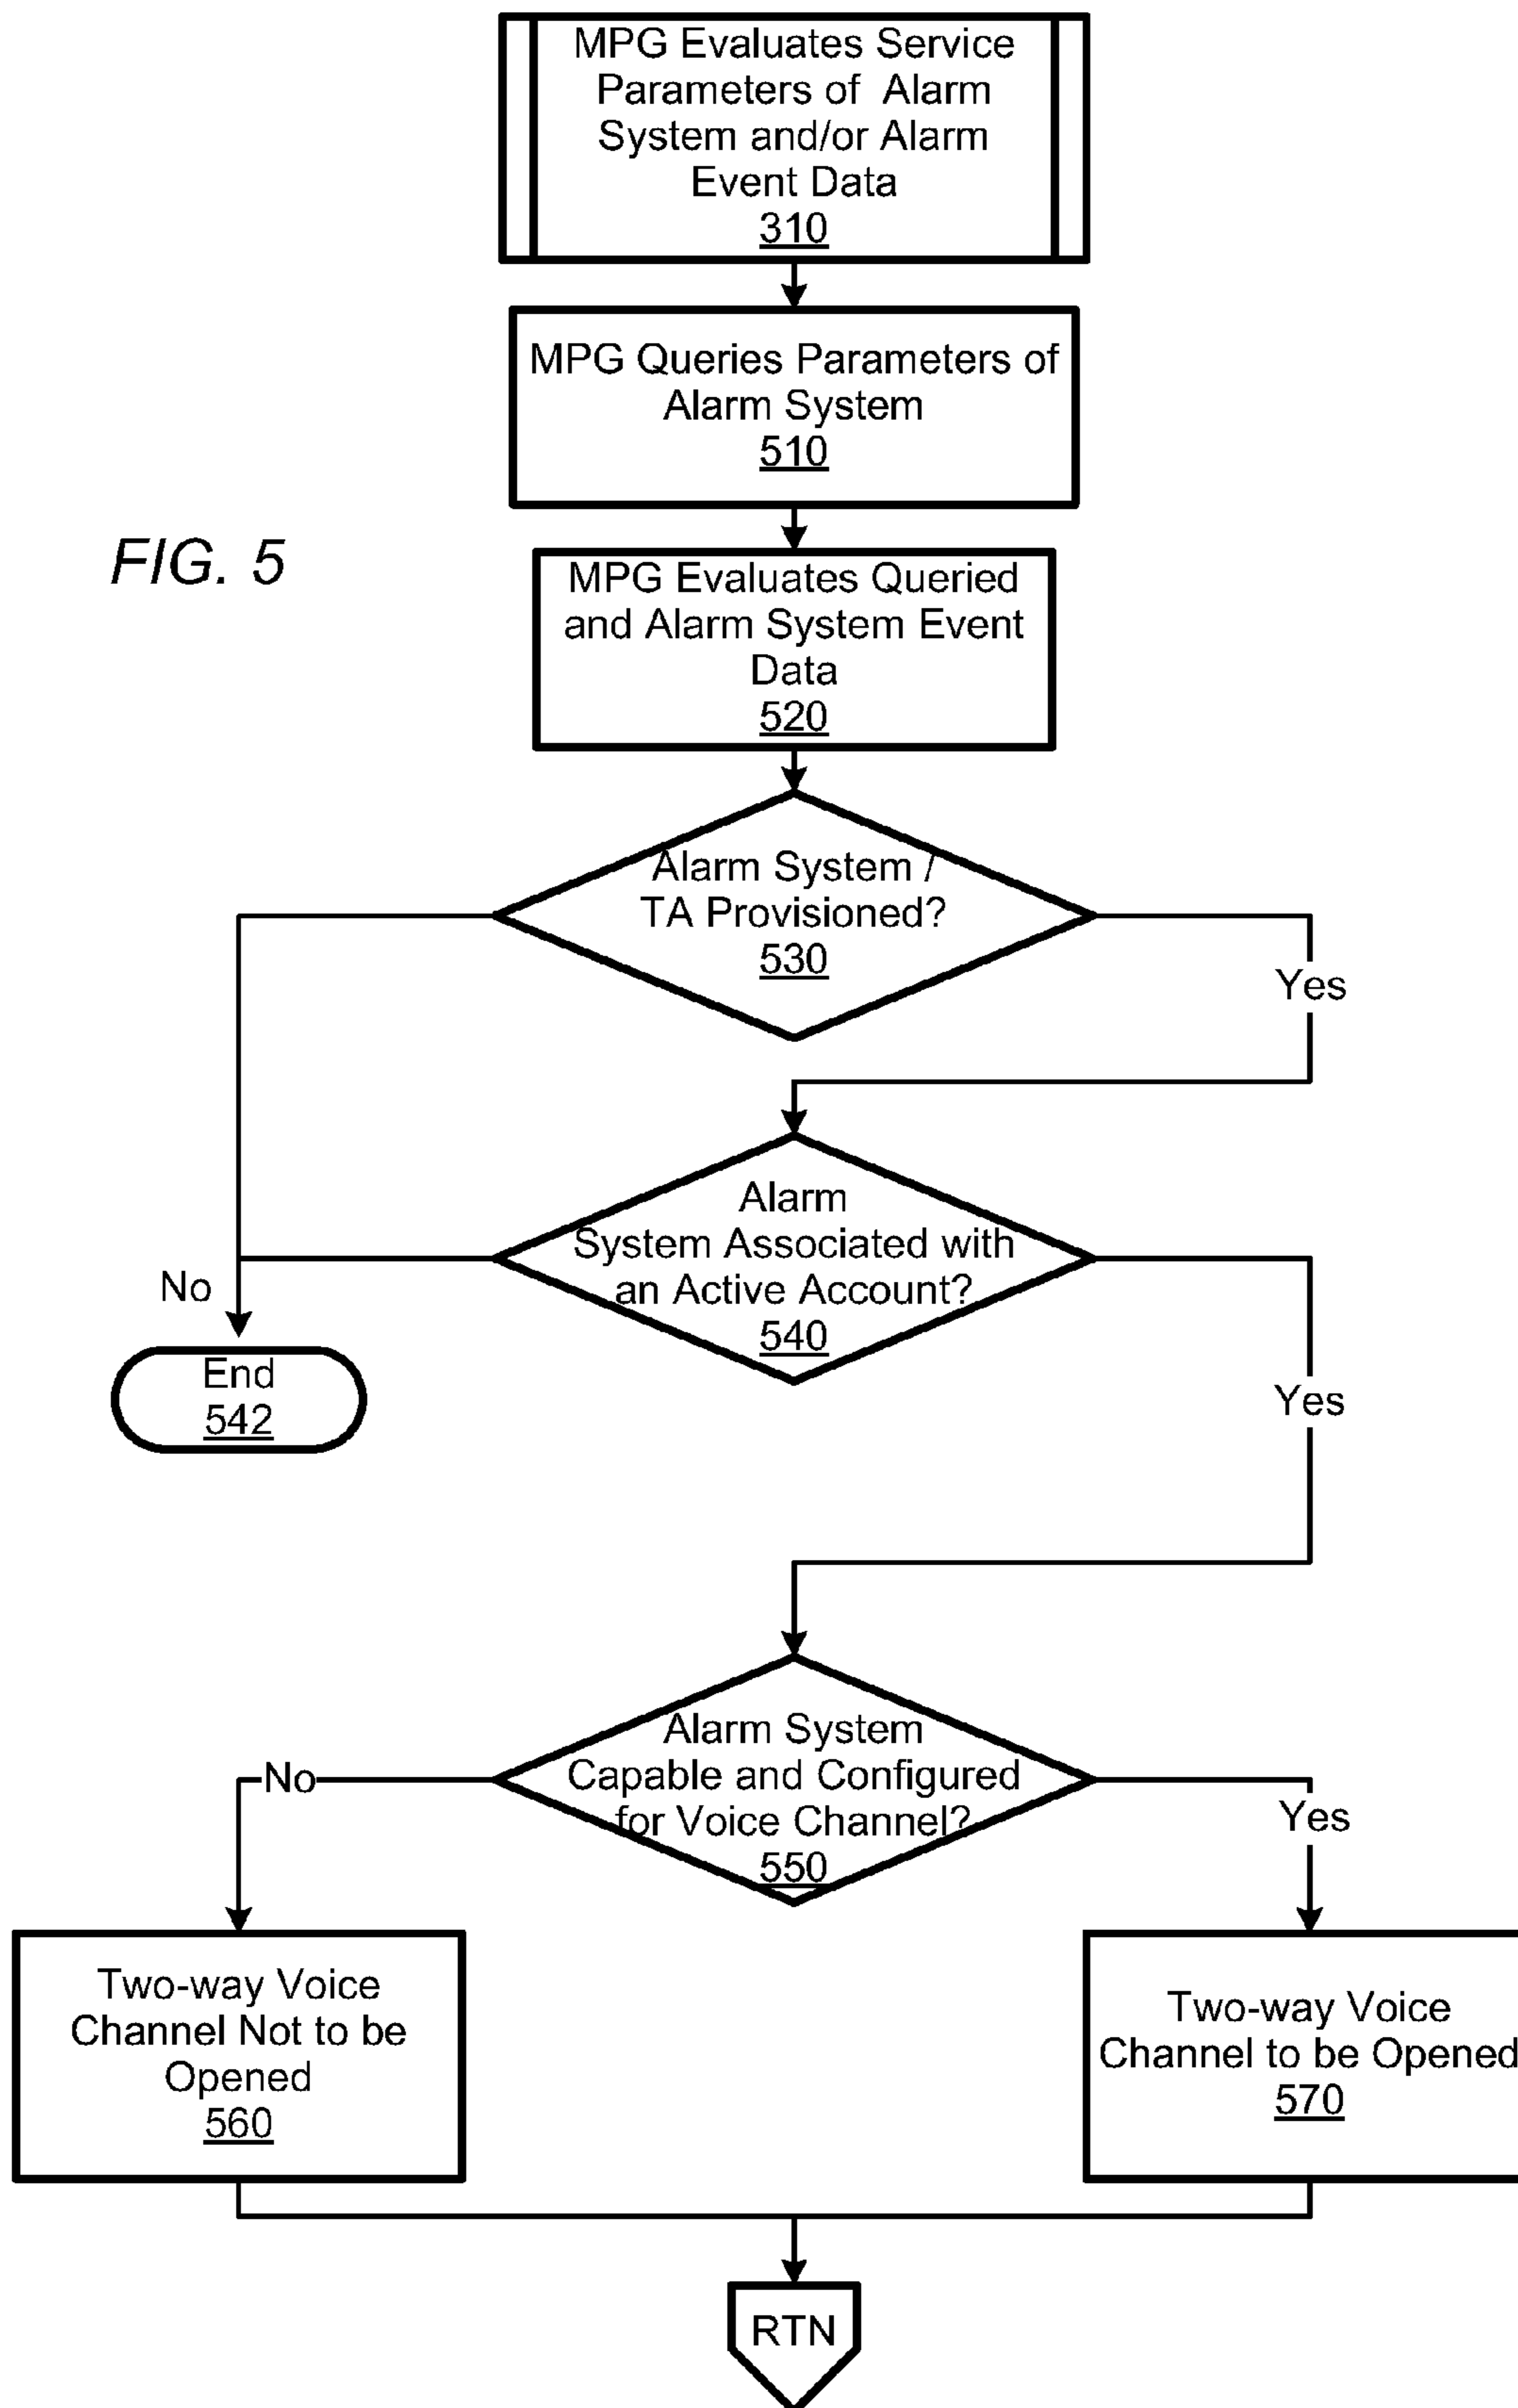 MPG Evaluates Service
Parameters of Alarm
System and/or Alarm
Event Data
310
MPG Queries Parameters of
Alarm System
510
FIG. 5
MPG Evaluates Queried
and Alarm System Event
Data
520
Alarm System /
TA Provisioned?
530
Yes
Alarm
System Associated with
an Active Account?
540
No
End
542
Yes
Alarm System
Capable and Configured
for Voice Channel?
550
No
Yes
Two-way Voice
Channel Not to be
Opened
560
Two-way Voice
Channel to be Opened
570
RTN